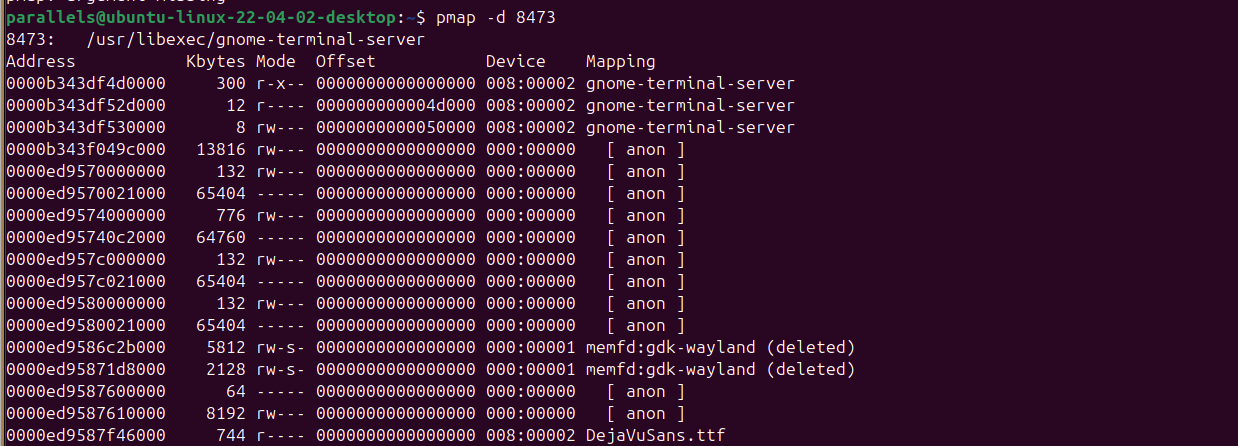 parallels@ubuntu-linux-22-04-02-desktop:~$ pmap -d 8473
8473:   /usr/libexec/gnome-terminal-server
Address           Kbytes Mode  Offset           Device    Mapping
0000b343df4d0000     300 r-x-- 0000000000000000 008:00002 gnome-terminal-server
0000b343df52d000      12 r---- 000000000004d000 008:00002 gnome-terminal-server
0000b343df530000       8 rw--- 0000000000050000 008:00002 gnome-terminal-server
0000b343f049c000   13816 rw--- 0000000000000000 000:00000   [ anon ]
0000ed9570000000     132 rw--- 0000000000000000 000:00000   [ anon ]
0000ed9570021000   65404 ----- 0000000000000000 000:00000   [ anon ]
0000ed9574000000     776 rw--- 0000000000000000 000:00000   [ anon ]
0000ed95740c2000   64760 ----- 0000000000000000 000:00000   [ anon ]
0000ed957c000000     132 rw--- 0000000000000000 000:00000   [ anon ]
0000ed957c021000   65404 ----- 0000000000000000 000:00000   [ anon ]
0000ed9580000000     132 rw--- 0000000000000000 000:00000   [ anon ]
0000ed9580021000   65404 ----- 0000000000000000 000:00000   [ anon ]
0000ed9586c2b000    5812 rw-s- 0000000000000000 000:00001 memfd:gdk-wayland (deleted)
0000ed95871d8000    2128 rw-s- 0000000000000000 000:00001 memfd:gdk-wayland (deleted)
0000ed9587600000      64 ----- 0000000000000000 000:00000   [ anon ]
0000ed9587610000    8192 rw--- 0000000000000000 000:00000   [ anon ]
0000ed9587f46000     744 r---- 0000000000000000 008:00002 DejaVuSans.ttf